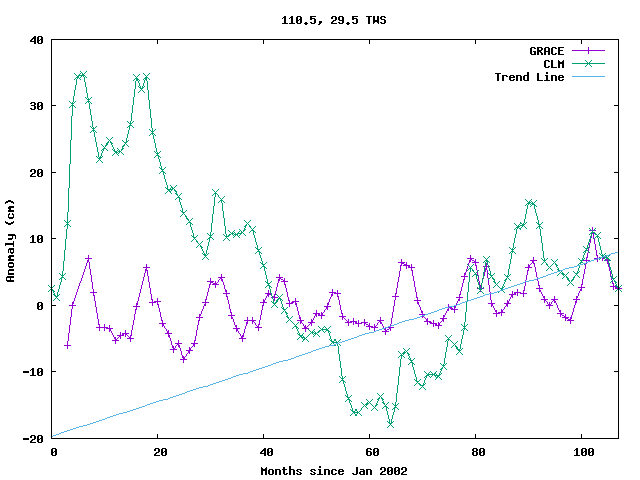 110.5, 29.5 TWS
GRACE
CLM
Trend Line
40
30
20
10
0
-10
-20
Anomaly (cm)
0 20 40 60 80 100
Months since Jan 2002